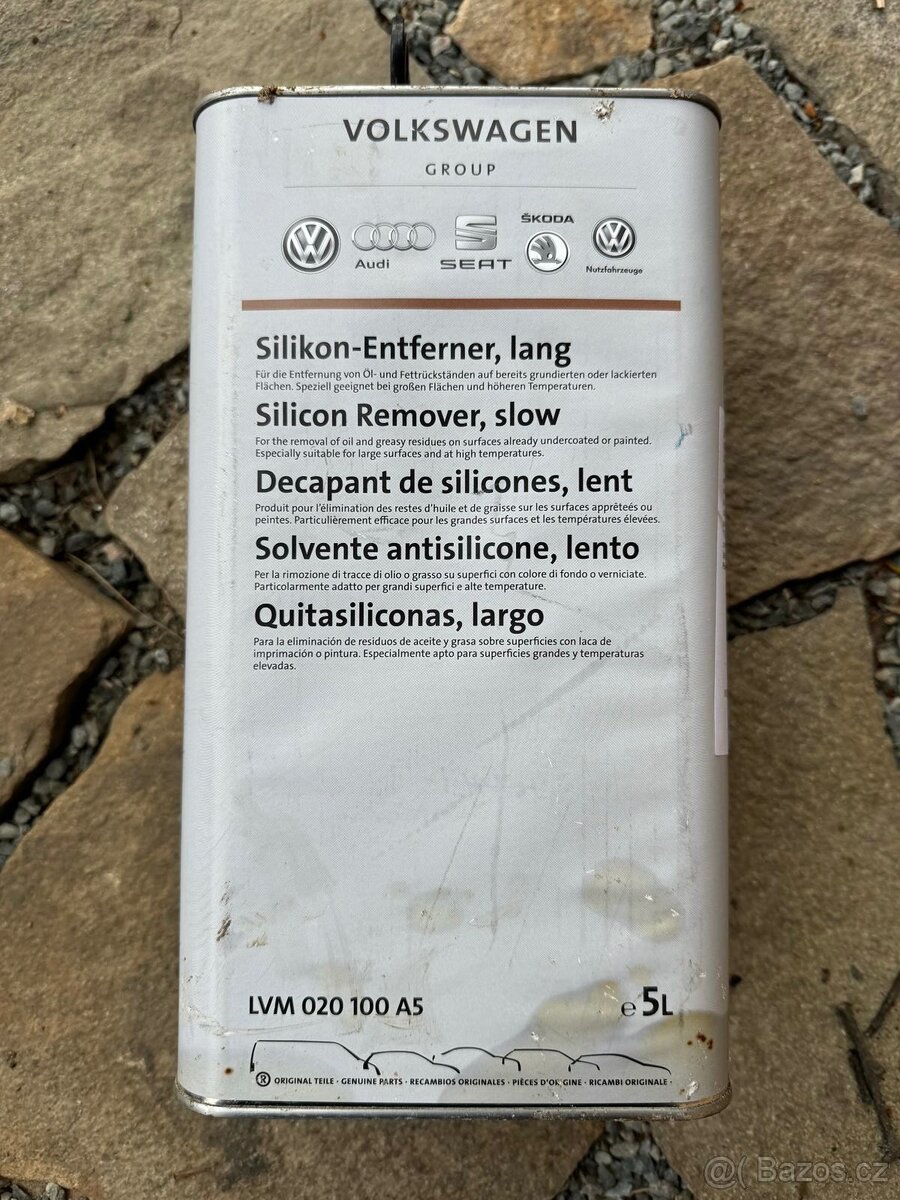 VOLKSWAGEN
GROUP
Audi
SEAT
ŠKODA
Nutzfahrzeuge
Silikon-Entferner, lang
Für die Entfernung von Öl- und Fettrückständen auf bereits grundierten oder lackierten
Flächen. Speziell geeignet bei großen Flächen und höheren Temperaturen.
Silicon Remover, slow
For the removal of oil and greasy residues on surfaces already undercoated or painted.
Especially suitable for large surfaces and at high temperatures.
Decapant de silicones, lent
Produit pour l'élimination des restes d'huile et de graisse sur les surfaces apprêtées ou
peintes. Particulièrement efficace pour les grandes surfaces et les températures élevées.
Solvente antisilicone, lento
Per la rimozione di tracce di olio o grasso su superfici con colore di fondo o verniciate.
Particolarmente adatto per grandi superfici e alte temperature.
Quitasiliconas, largo
Para la eliminación de residuos de aceite y grasa sobre superficies con laca de
imprimación o pintura. Especialmente apto para superficies grandes y temperaturas
elevadas.
LVM 020 100 A5
e 5L
® ORIGINAL TEILE · GENUINE PARTS · RECAMBIOS ORIGINALES · PIÈCES D'ORIGINE · RICAMBI ORIGINALE ·
@( Bazos.cz